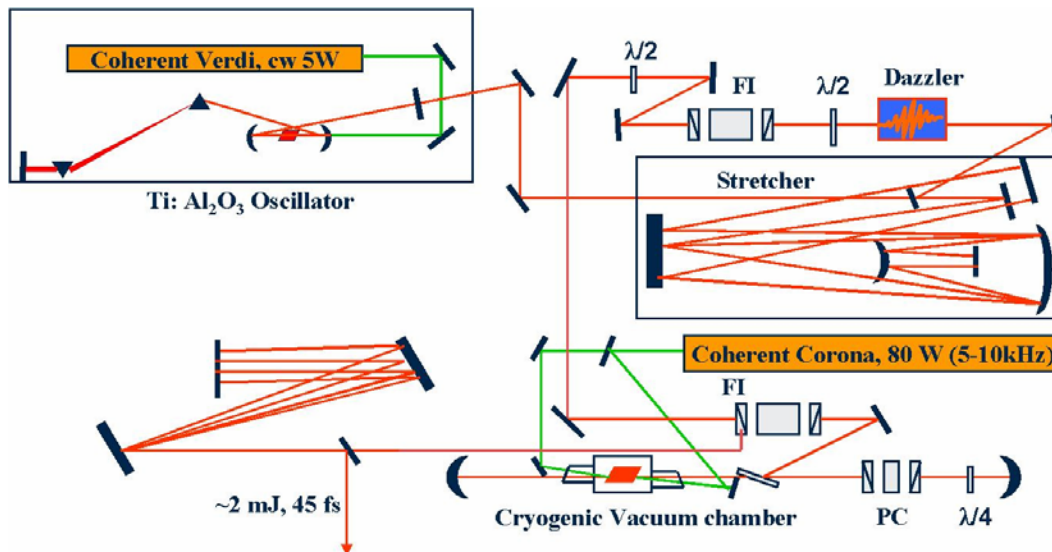 Coherent Verdi, cw 5W
Ti: Al₂O₃ Oscillator
λ/2
FI
λ/2
Dazzler
Stretcher
Coherent Corona, 80 W (5-10kHz)
FI
~2 mJ, 45 fs
Cryogenic Vacuum chamber
PC
λ/4